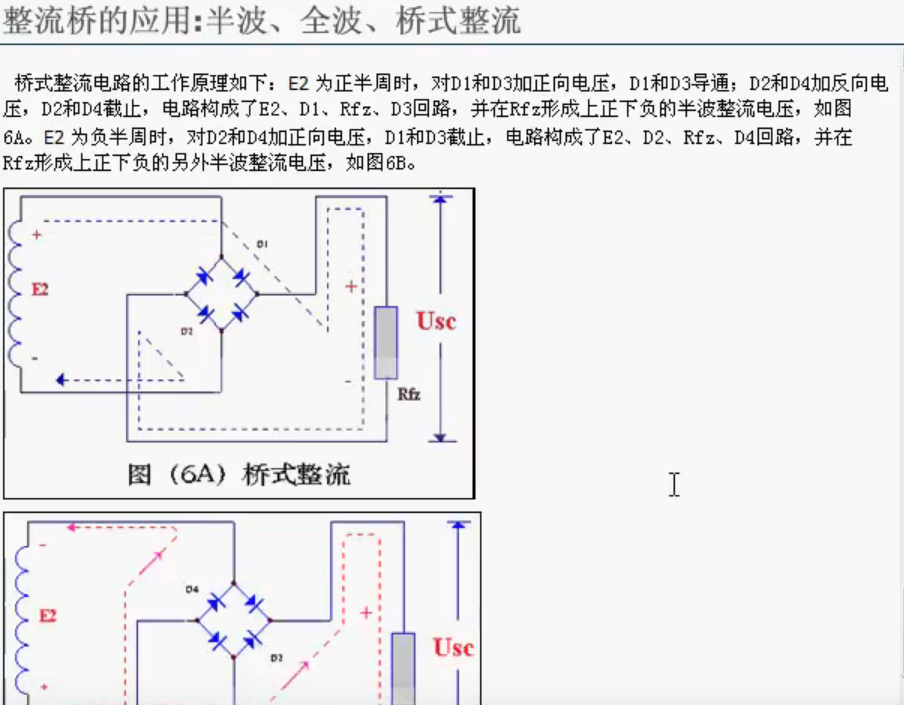 整流桥的应用:半波、全波、桥式整流
桥式整流电路的工作原理如下：E2 为正半周时，对D1和D3加正向电压，D1和D3导通；D2和D4加反向电
压，D2和D4截止，电路构成了E2、D1、Rfz、D3回路，并在Rfz形成上正下负的半波整流电压，如图
6A。E2 为负半周时，对D2和D4加正向电压，D1和D3截止，电路构成了E2、D2、Rfz、D4回路，并在
Rfz形成上正下负的另外半波整流电压，如图6B。
+
D1
E2
+
Usc
D2
-
-
Rfz
图（6A）桥式整流
-
D4
E2
+
Usc
D2
+